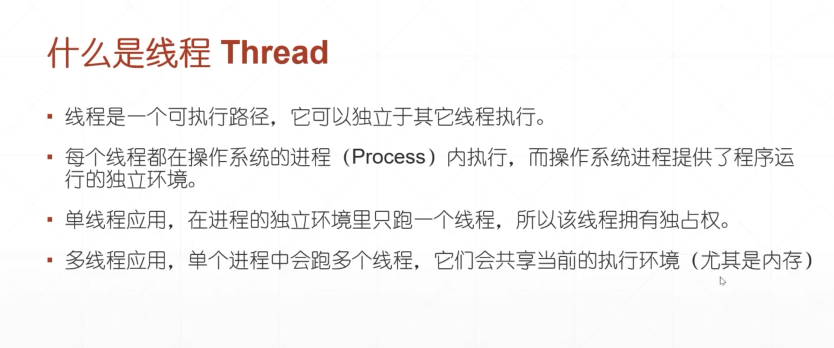 什么是线程 Thread
▪ 线程是一个可执行路径，它可以独立于其它线程执行。
▪ 每个线程都在操作系统的进程（Process）内执行，而操作系统进程提供了程序运
行的独立环境。
▪ 单线程应用，在进程的独立环境里只跑一个线程，所以该线程拥有独占权。
▪ 多线程应用，单个进程中会跑多个线程，它们会共享当前的执行环境（尤其是内存）